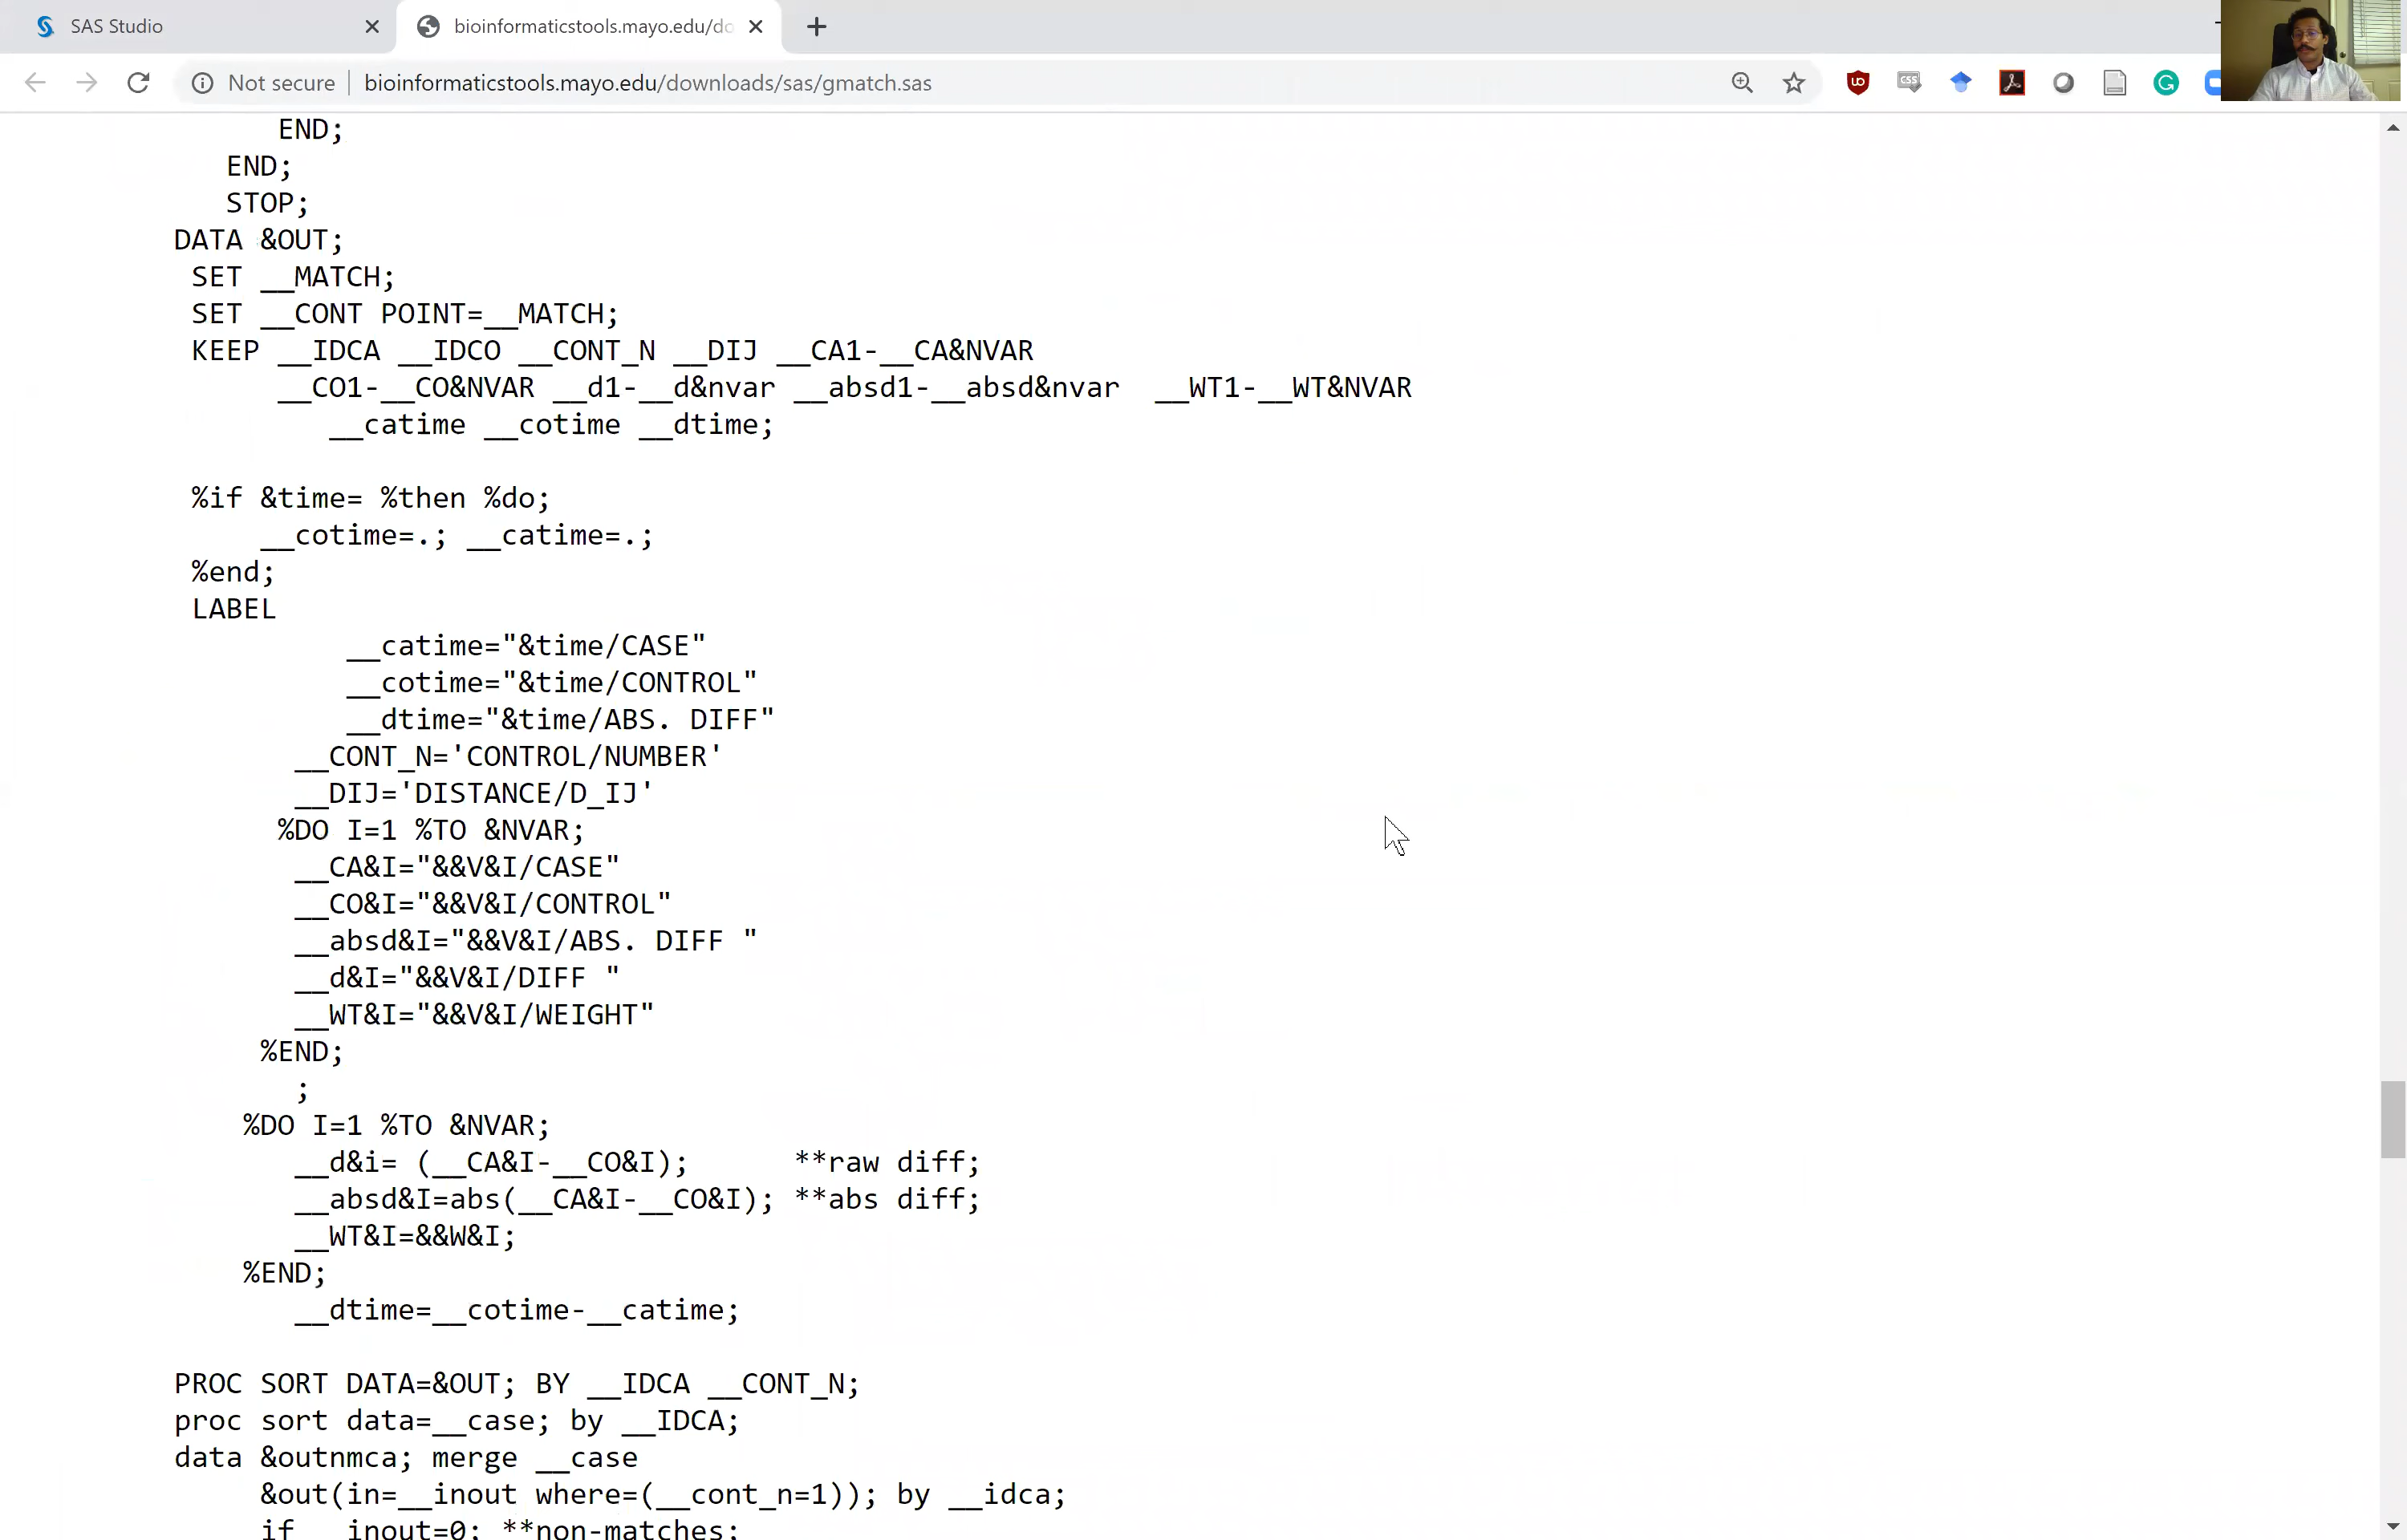 SAS Studio
bioinformaticstools.mayo.edu/do
Not secure
bioinformaticstools.mayo.edu/downloads/sas/gmatch.sas
END;
END;
STOP;
DATA &OUT;
SET __MATCH;
SET __CONT POINT=__MATCH;
KEEP __IDCA __IDCO __CONT_N __DIJ __CA1-__CA&NVAR
__CO1-__CO&NVAR __d1-__d&nvar __absd1-__absd&nvar __WT1-__WT&NVAR
__catime __cotime __dtime;
%if &time= %then %do;
__cotime=.; __catime=.;
%end;
LABEL
__catime="&time/CASE"
__cotime="&time/CONTROL"
__dtime="&time/ABS. DIFF"
__CONT_N='CONTROL/NUMBER'
__DIJ='DISTANCE/D_IJ'
%DO I=1 %TO &NVAR;
__CA&I="&&V&I/CASE"
__CO&I="&&V&I/CONTROL"
__absd&I="&&V&I/ABS. DIFF "
__d&I="&&V&I/DIFF "
__WT&I="&&V&I/WEIGHT"
%END;
;
%DO I=1 %TO &NVAR;
__d&i= (__CA&I-__CO&I); **raw diff;
__absd&I=abs(__CA&I-__CO&I); **abs diff;
__WT&I=&&W&I;
%END;
__dtime=__cotime-__catime;
PROC SORT DATA=&OUT; BY __IDCA __CONT_N;
proc sort data=__case; by __IDCA;
data &outnmca; merge __case
&out(in=__inout where=(__cont_n=1)); by __idca;
if __inout=0; **non-matches;